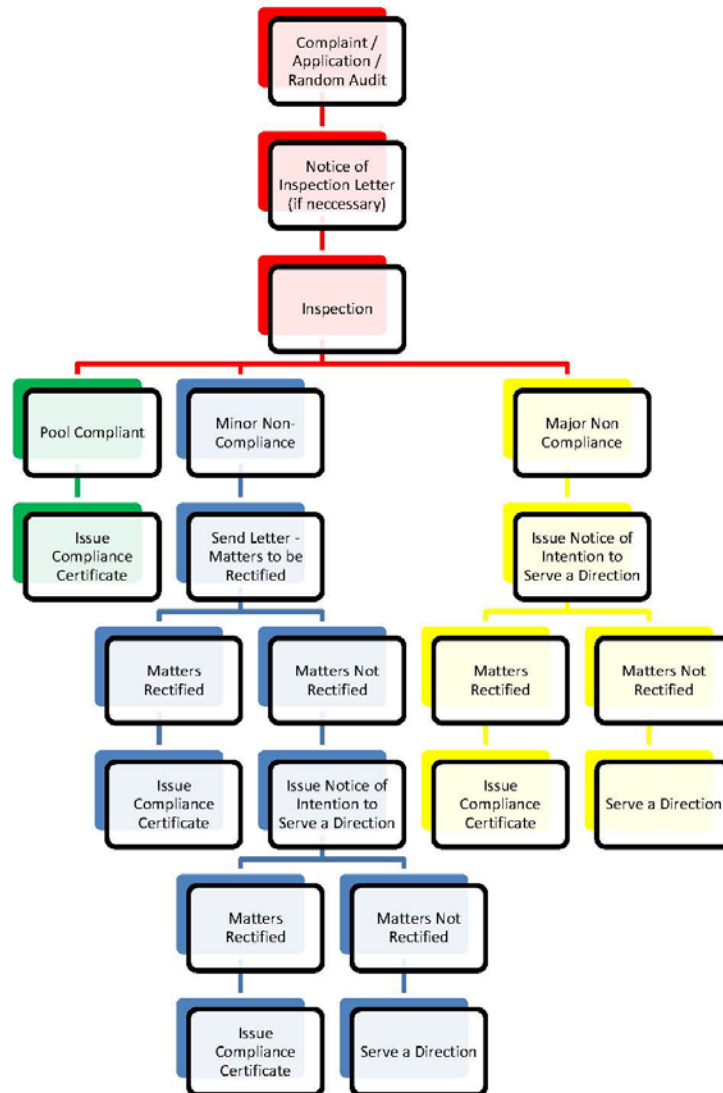 Complaint /
Application /
Random Audit
Notice of
Inspection Letter
(if neccessary)
Inspection
Pool Compliant
Minor Non-
Compliance
Major Non
Compliance
Issue
Compliance
Certificate
Send Letter -
Matters to be
Rectified
Issue Notice of
Intention to
Serve a Direction
Matters
Rectified
Matters Not
Rectified
Matters
Rectified
Matters Not
Rectified
Issue
Compliance
Certificate
Issue Notice of
Intention to
Serve a Direction
Issue
Compliance
Certificate
Serve a Direction
Matters
Rectified
Matters Not
Rectified
Issue
Compliance
Certificate
Serve a Direction